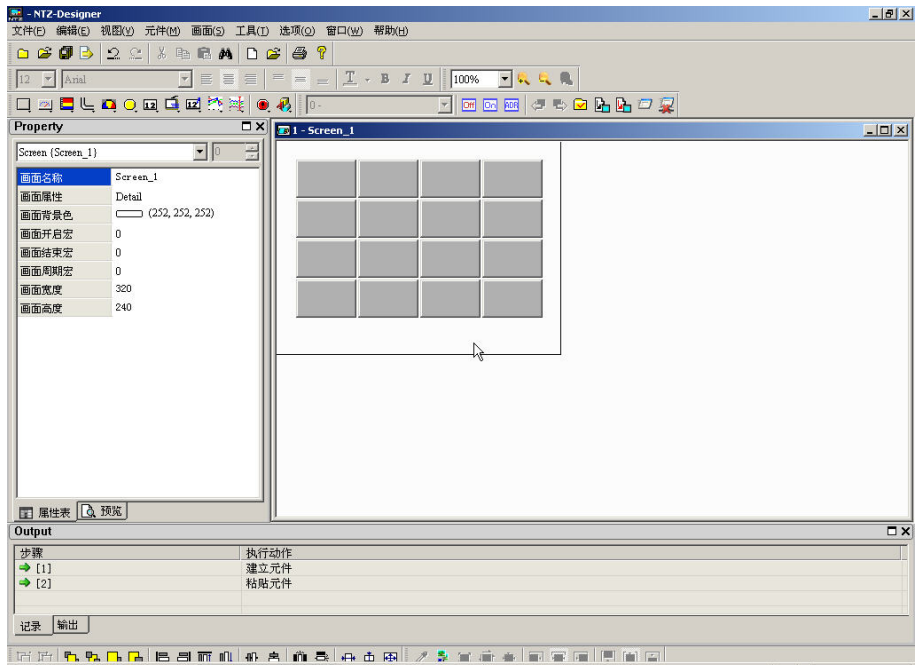 - NTZ-Designer
文件(F) 编辑(E) 视图(V) 元件(M) 画面(S) 工具(T) 选项(O) 窗口(W) 帮助(H)
12 Arial T B I U 100%
12 0- Off On ADR
Property
1 - Screen_1
Screen {Screen_1} 0
画面名称 Screen_1
画面属性 Detail
画面背景色 (252, 252, 252)
画面开启宏 0
画面结束宏 0
画面周期宏 0
画面宽度 320
画面高度 240
属性表 预览
Output
步骤 执行动作
[1] 建立元件
[2] 粘贴元件
记录 输出